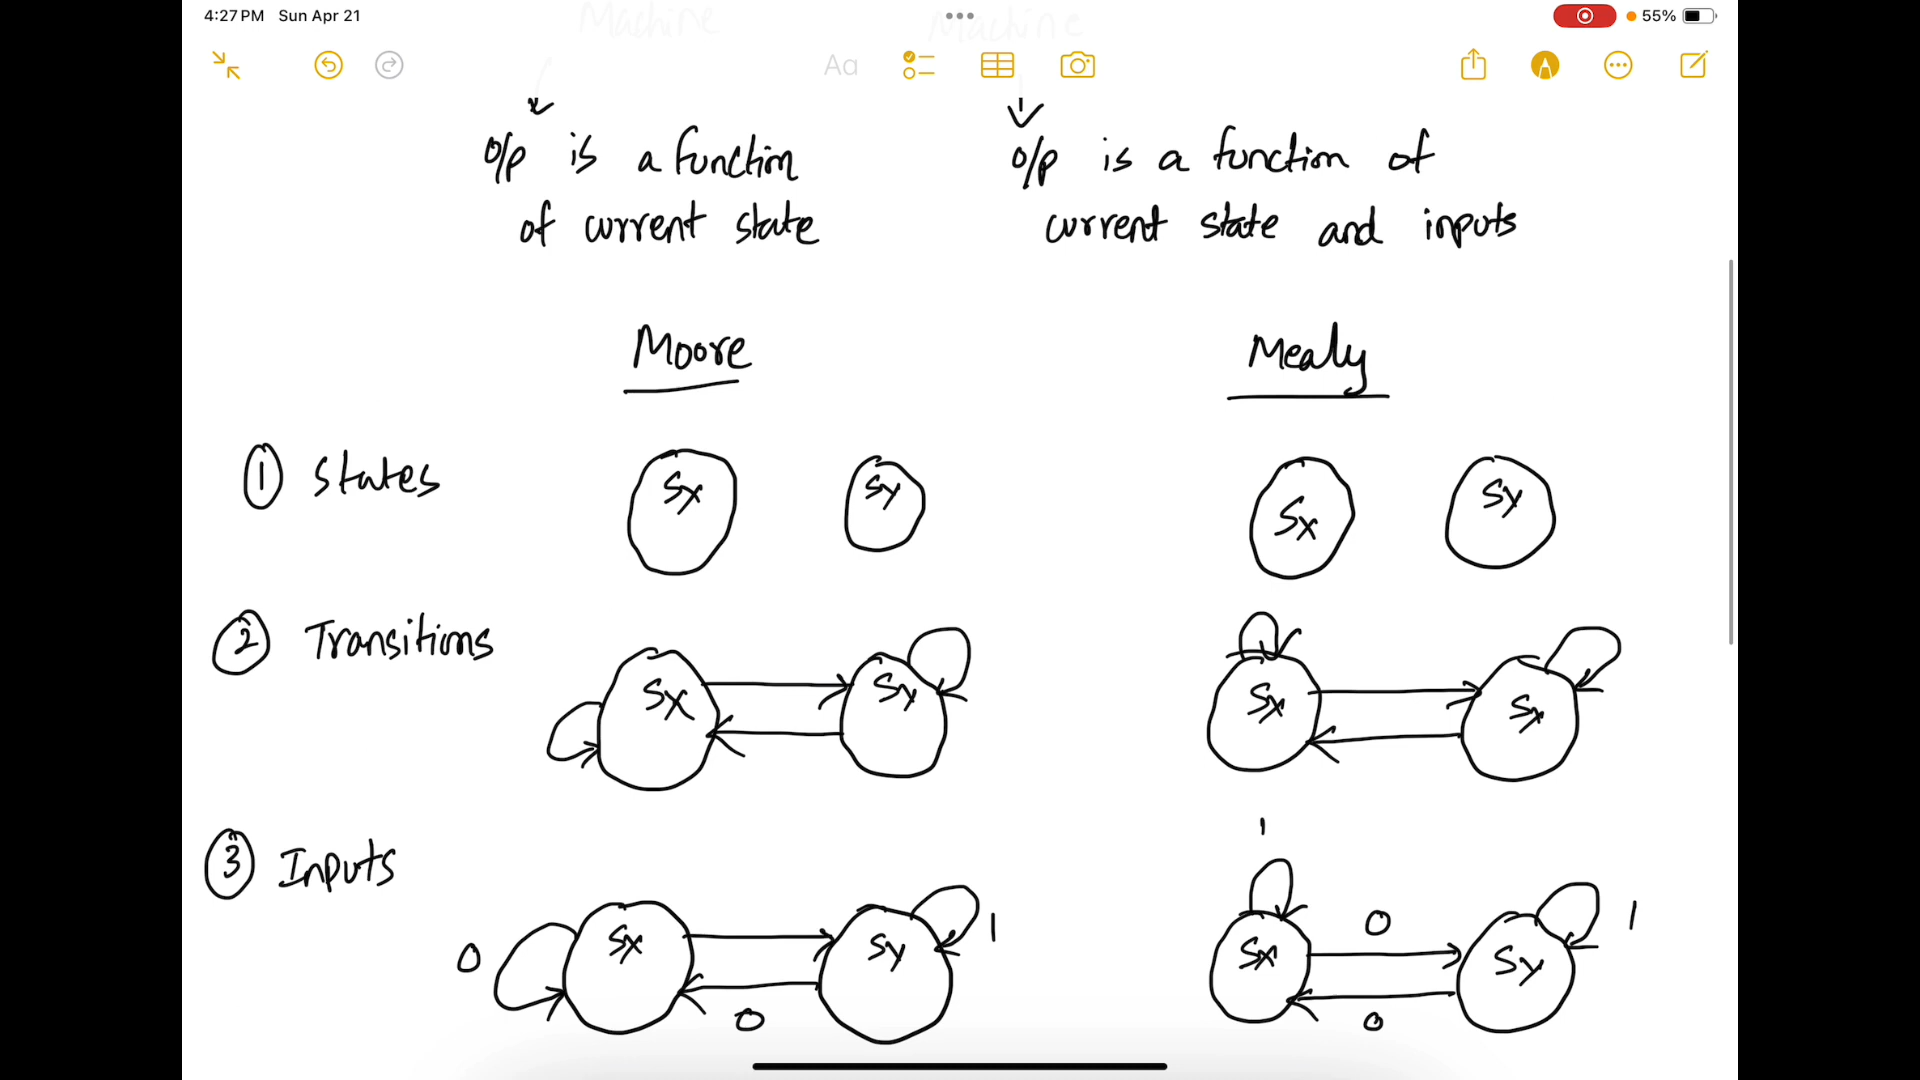 4:27 PM Sun Apr 21
55%
Machine Machine
Aa
o/p is a function
of current state
o/p is a function of
current state and inputs
Moore
Mealy
1 States
Sx Sy
Sx Sy
2 Transitions
Sx Sy
Sx Sy
3 Inputs
0 Sx Sy 1
0
1
Sx 0 Sy 1
0